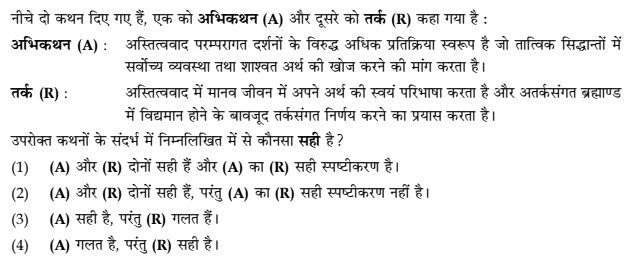 नीचे दो कथन दिए गए हैं, एक को अभिकथन (A) और दूसरे को तर्क (R) कहा गया है :
अभिकथन (A) : अस्तित्ववाद परम्परागत दर्शनों के विरुद्ध अधिक प्रतिक्रिया स्वरूप है जो तात्विक सिद्धान्तों में
सर्वोच्च व्यवस्था तथा शाश्वत अर्थ की खोज करने की मांग करता है।
तर्क (R) : अस्तित्ववाद में मानव जीवन में अपने अर्थ की स्वयं परिभाषा करता है और अतर्कसंगत ब्रह्माण्ड
में विद्यमान होने के बावजूद तर्कसंगत निर्णय करने का प्रयास करता है।
उपरोक्त कथनों के संदर्भ में निम्नलिखित में से कौनसा सही है ?
(1) (A) और (R) दोनों सही हैं और (A) का (R) सही स्पष्टीकरण है।
(2) (A) और (R) दोनों सही हैं, परंतु (A) का (R) सही स्पष्टीकरण नहीं है।
(3) (A) सही है, परंतु (R) गलत हैं।
(4) (A) गलत है, परंतु (R) सही है।